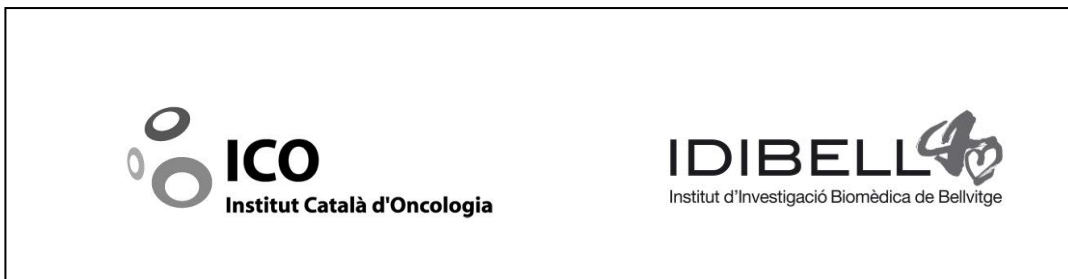 ICO
Institut Català d'Oncologia
IDIBELL
Institut d'Investigació Biomèdica de Bellvitge